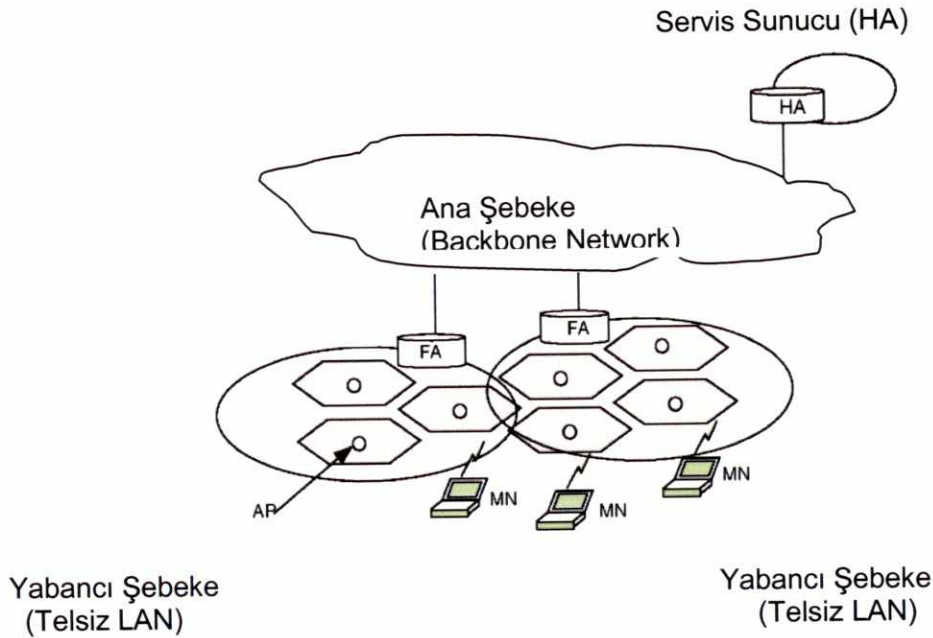 Servis Sunucu (HA)
HA
Ana Şebeke
(Backbone Network)
FA
FA
MN
MN
MN
AP
Yabancı Şebeke
(Telsiz LAN)
Yabancı Şebeke
(Telsiz LAN)